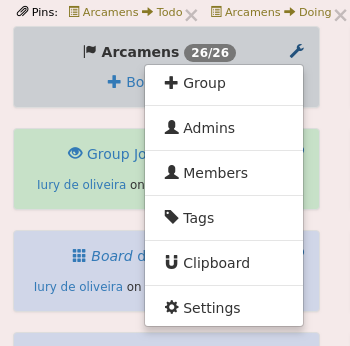 Pins: Arcamens Todo Arcamens Doing
Arcamens 26/26
Bo
Group
Admins
Group Jo
Iury de oliveira on
Members
Tags
Board d
Clipboard
Iury de oliveira on
Settings